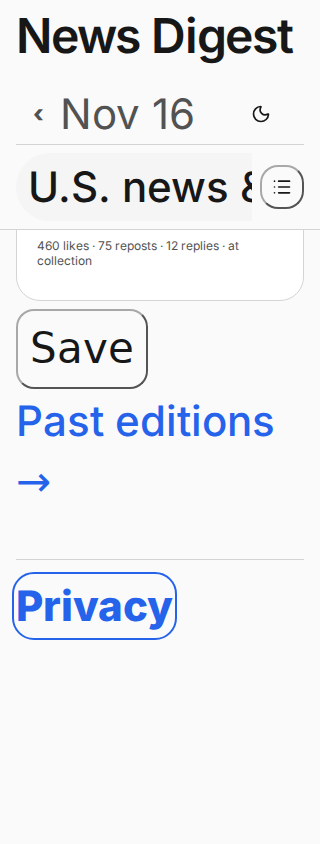 News Digest
‹ Nov 16
U.S. news &
460 likes · 75 reposts · 12 replies · at
collection
Save
Past editions
→
Privacy